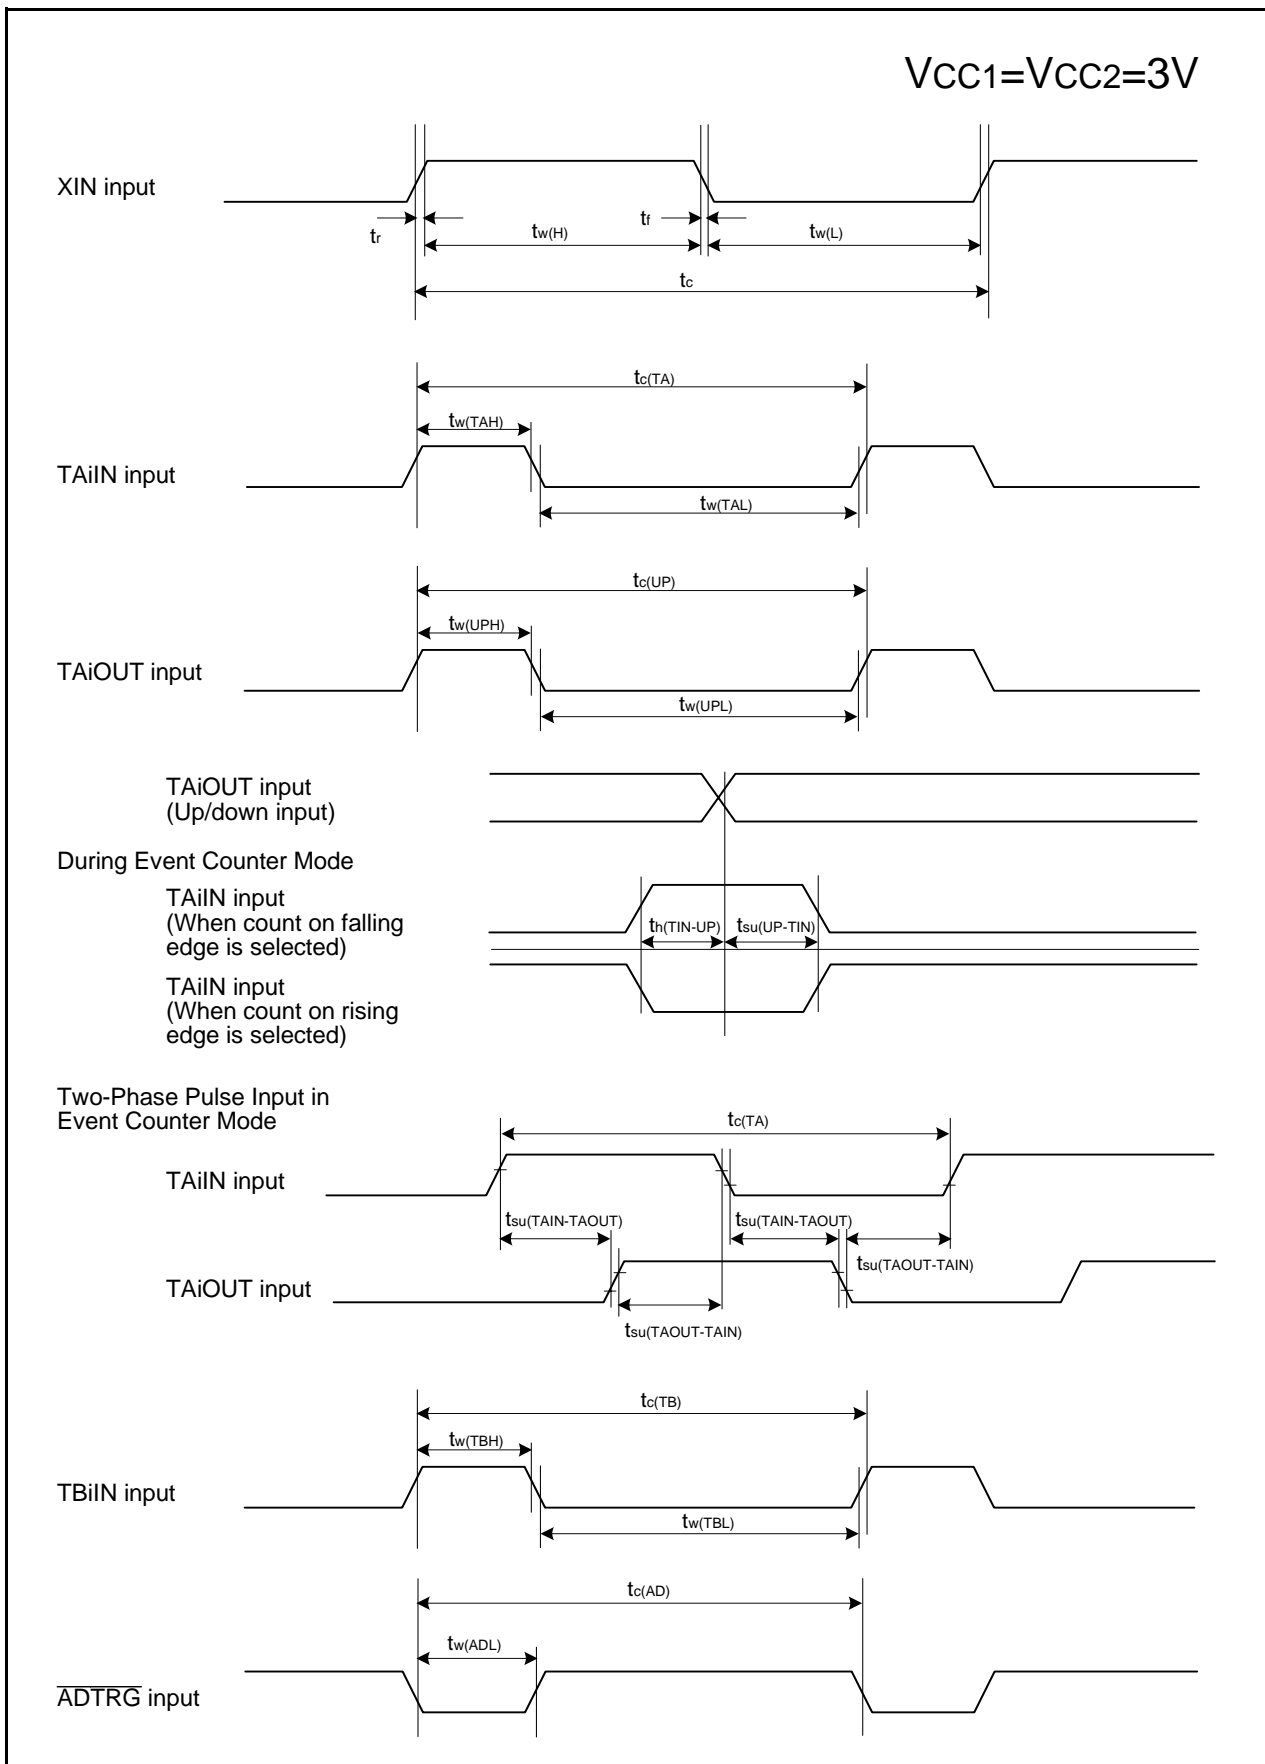 VCC1=VCC2=3V
XIN input
tr
tw(H)
tf
tw(L)
tc
tc(TA)
tw(TAH)
TAiIN input
tw(TAL)
tc(UP)
tw(UPH)
TAiOUT input
tw(UPL)
TAiOUT input
(Up/down input)
During Event Counter Mode
TAiIN input
(When count on falling
edge is selected)
th(TIN-UP)
tsu(UP-TIN)
TAiIN input
(When count on rising
edge is selected)
Two-Phase Pulse Input in
Event Counter Mode
tc(TA)
TAiIN input
tsu(TAIN-TAOUT)
tsu(TAIN-TAOUT)
tsu(TAOUT-TAIN)
TAiOUT input
tsu(TAOUT-TAIN)
tc(TB)
tw(TBH)
TBiIN input
tw(TBL)
tc(AD)
tw(ADL)
ADTRG input